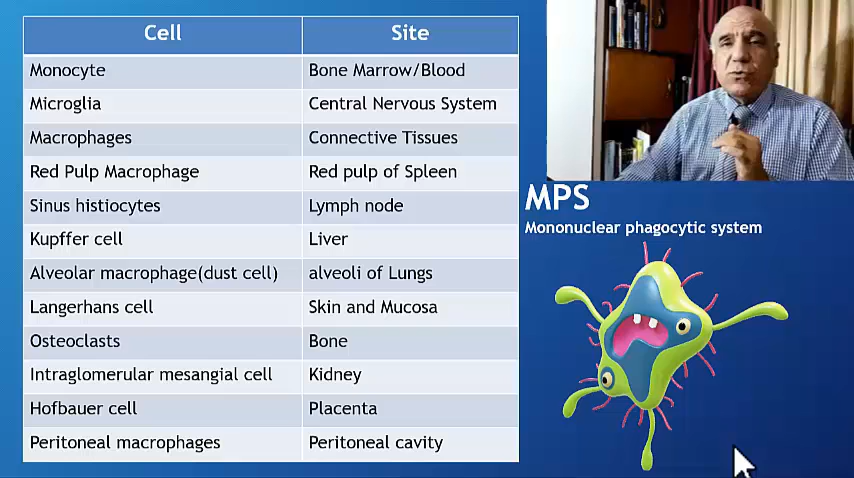 Cell Site
Monocyte Bone Marrow/Blood
Microglia Central Nervous System
Macrophages Connective Tissues
Red Pulp Macrophage Red pulp of Spleen
Sinus histiocytes Lymph node
Kupffer cell Liver
Alveolar macrophage(dust cell) alveoli of Lungs
Langerhans cell Skin and Mucosa
Osteoclasts Bone
Intraglomerular mesangial cell Kidney
Hofbauer cell Placenta
Peritoneal macrophages Peritoneal cavity
MPS
Mononuclear phagocytic system